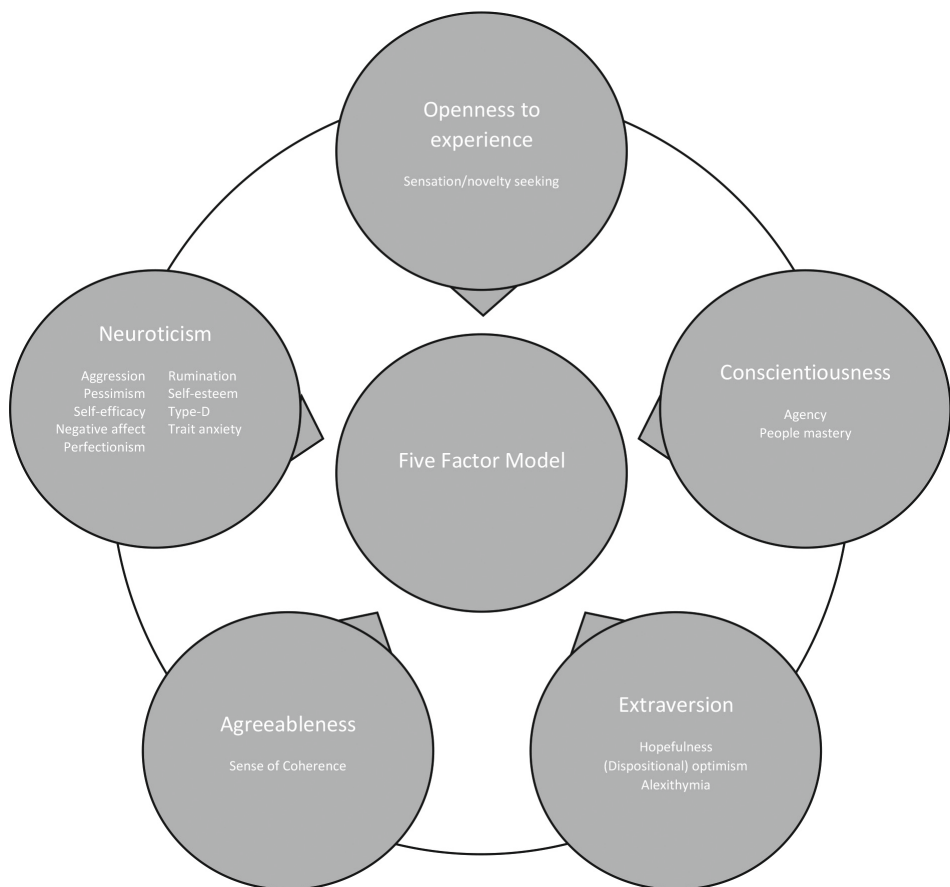 Openness to
experience
Sensation/novelty seeking
Neuroticism
Aggression
Pessimism
Self-efficacy
Negative affect
Perfectionism
Rumination
Self-esteem
Type-D
Trait anxiety
Conscientiousness
Agency
People mastery
Five Factor Model
Agreeableness
Sense of Coherence
Extraversion
Hopefulness
(Dispositional) optimism
Alexithymia